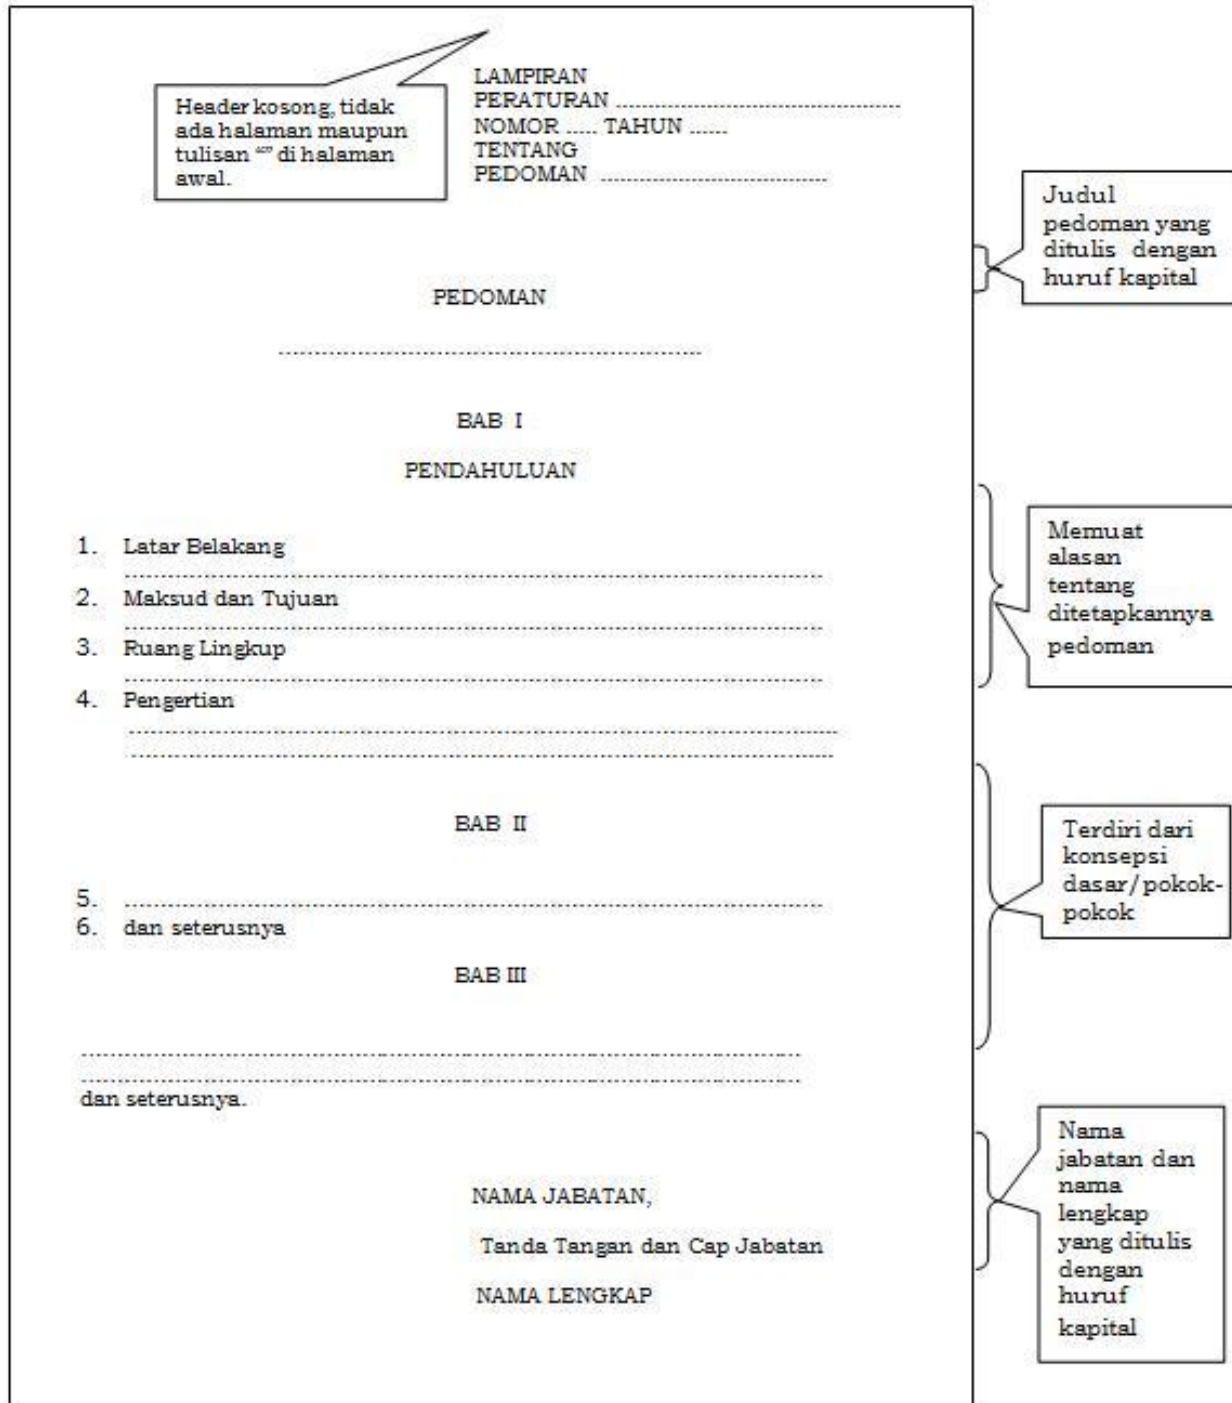 Header kosong, tidak
ada halaman maupun
tulisan “” di halaman
awal.
LAMPIRAN
PERATURAN ............................................
NOMOR ..... TAHUN ......
TENTANG
PEDOMAN ...................................
Judul
pedoman yang
ditulis dengan
huruf kapital
PEDOMAN
.................................................................
BAB I
PENDAHULUAN
1. Latar Belakang
..........................................................................................................
2. Maksud dan Tujuan
..........................................................................................................
3. Ruang Lingkup
..........................................................................................................
4. Pengertian
..........................................................................................................
..........................................................................................................
Memuat
alasan
tentang
ditetapkannya
pedoman
BAB II
5. ..........................................................................................................
6. dan seterusnya
Terdiri dari
konsepsi
dasar/pokok-
pokok
BAB III
..........................................................................................................
..........................................................................................................
dan seterusnya.
NAMA JABATAN,
Tanda Tangan dan Cap Jabatan
NAMA LENGKAP
Nama
jabatan dan
nama
lengkap
yang ditulis
dengan
huruf
kapital